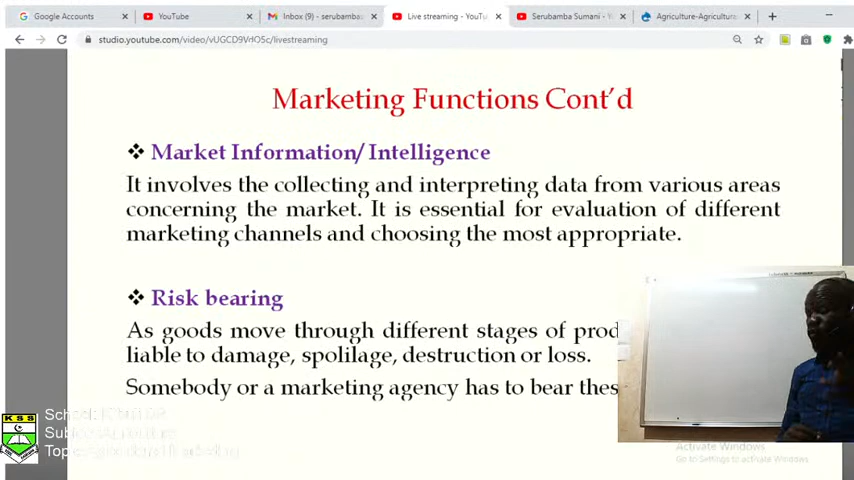 Google Accounts
YouTube
Inbox (9) - serubamba
Live streaming - YouTu
Serubamba Sumani - 
Agriculture-Agricultura
studio.youtube.com/video/vUGCD9VrIO5c/livestreaming
Marketing Functions Cont'd
❖ Market Information/ Intelligence
It involves the collecting and interpreting data from various areas
concerning the market. It is essential for evaluation of different
marketing channels and choosing the most appropriate.
❖ Risk bearing
As goods move through different stages of prod
liable to damage, spolilage, destruction or loss.
Somebody or a marketing agency has to bear thes
KSS
Activate Windows
Go to Settings to activate Windows